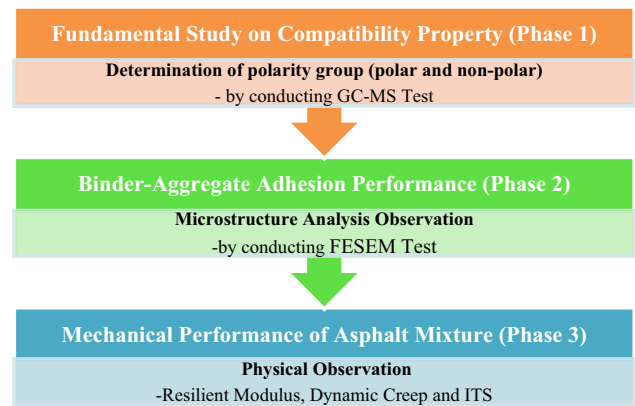 Fundamental Study on Compatibility Property (Phase 1)
Determination of polarity group (polar and non-polar)
- by conducting GC-MS Test
Binder-Aggregate Adhesion Performance (Phase 2)
Microstructure Analysis Observation
-by conducting FESEM Test
Mechanical Performance of Asphalt Mixture (Phase 3)
Physical Observation
-Resilient Modulus, Dynamic Creep and ITS